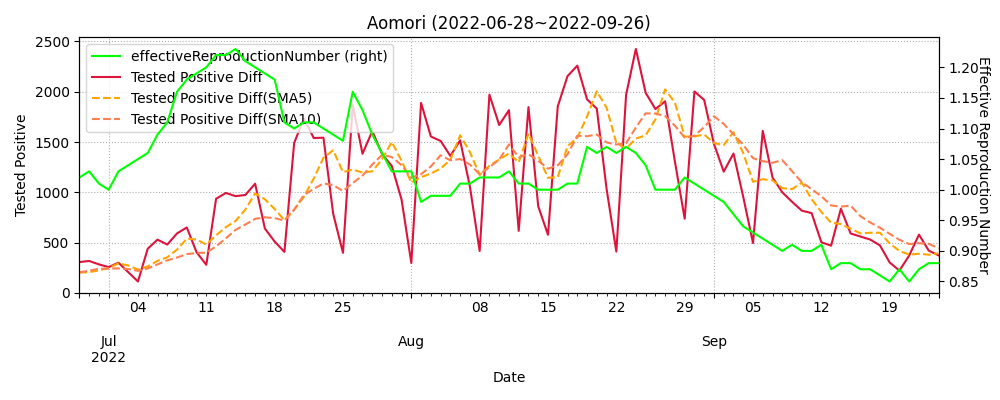 Aomori (2022-06-28~2022-09-26)
effectiveReproductionNumber (right)
Tested Positive Diff
Tested Positive Diff(SMA5)
Tested Positive Diff(SMA10)
2500
2000
1500
1000
500
0
Tested Positive
1.20
1.15
1.10
1.05
1.00
0.95
0.90
0.85
Effective Reproduction Number
04 11 18 25 08 15 22 29 05 12 19
Jul Aug Sep
2022
Date